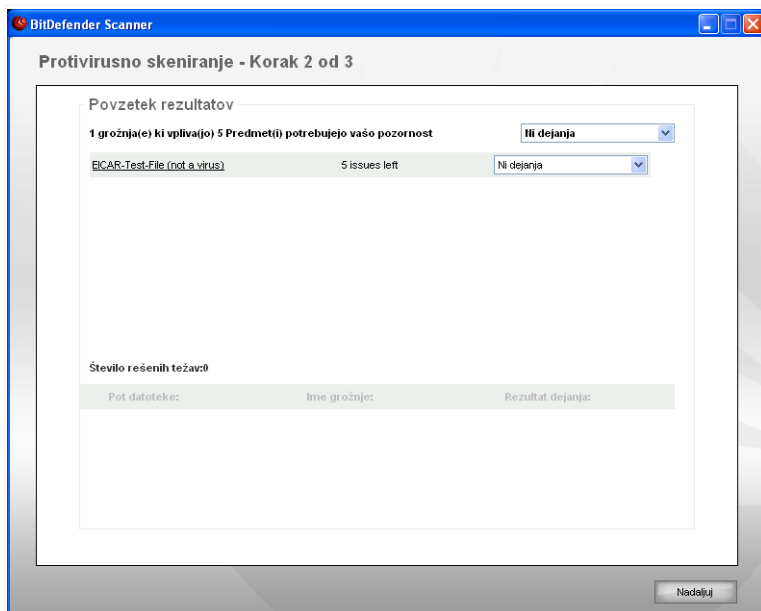 BitDefender Scanner
Protivirusno skeniranje - Korak 2 od 3
Povzetek rezultatov
1 grožnja(e) ki vpliva(jo) 5 Predmet(i) potrebujejo vašo pozornost Ni dejanja
EICAR-Test-File (not a virus) 5 issues left Ni dejanja
Število rešenih težav:0
Pot datoteke: Ime grožnje: Rezultat dejanja:
Nadaljuj